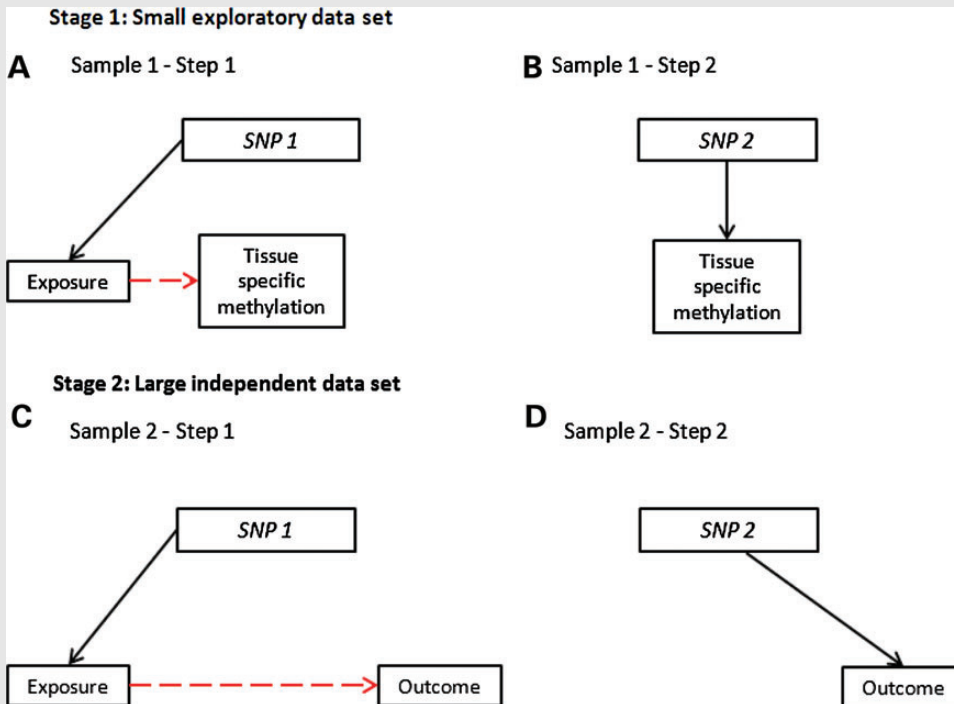 Stage 1: Small exploratory data set
A Sample 1 - Step 1
SNP 1
Exposure
Tissue
specific
methylation
B Sample 1 - Step 2
SNP 2
Tissue
specific
methylation
Stage 2: Large independent data set
C
Sample 2 - Step 1
SNP 1
Exposure
Outcome
D
Sample 2 - Step 2
SNP 2
Outcome